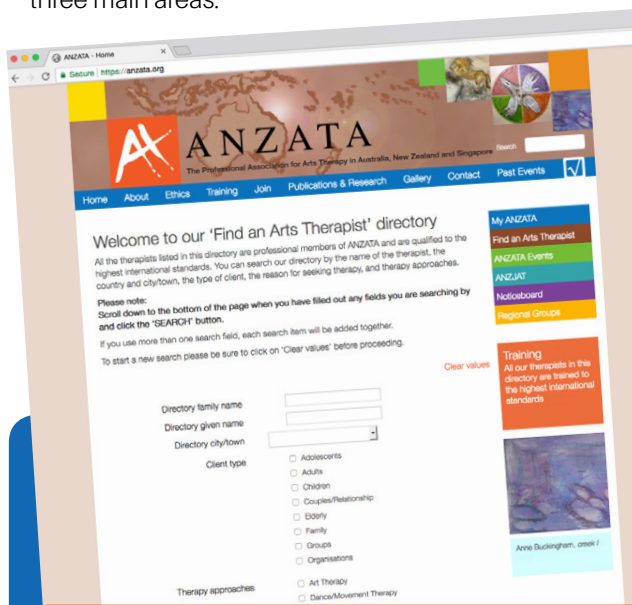 three main areas.
ANZATA - Home
Secure https://anzata.org
ANZATA
The Professional Association for Arts Therapy in Australia, New Zealand and Singapore
Search
Home About Ethics Training Join Publications & Research Gallery Contact Past Events
Welcome to our 'Find an Arts Therapist' directory
All the therapists listed in this directory are professional members of ANZATA and are qualified to the
highest international standards. You can search our directory by the name of the therapist, the
country and city/town, the type of client, the reason for seeking therapy, and therapy approaches.
Please note:
Scroll down to the bottom of the page when you have filled out any fields you are searching by
and click the 'SEARCH' button.
If you use more than one search field, each search item will be added together.
To start a new search please be sure to click on 'Clear values' before proceeding.
Clear values
Directory family name
Directory given name
Directory city/town
Client type
Adolescents
Adults
Children
Couples/Relationship
Elderly
Family
Groups
Organisations
Therapy approaches
Art Therapy
Dance/Movement Therapy
My ANZATA
Find an Arts Therapist
ANZATA Events
ANZJAT
Noticeboard
Regional Groups
Training
All our therapists in this
directory are trained to
the highest international
standards
Anne Buckingham, creek I